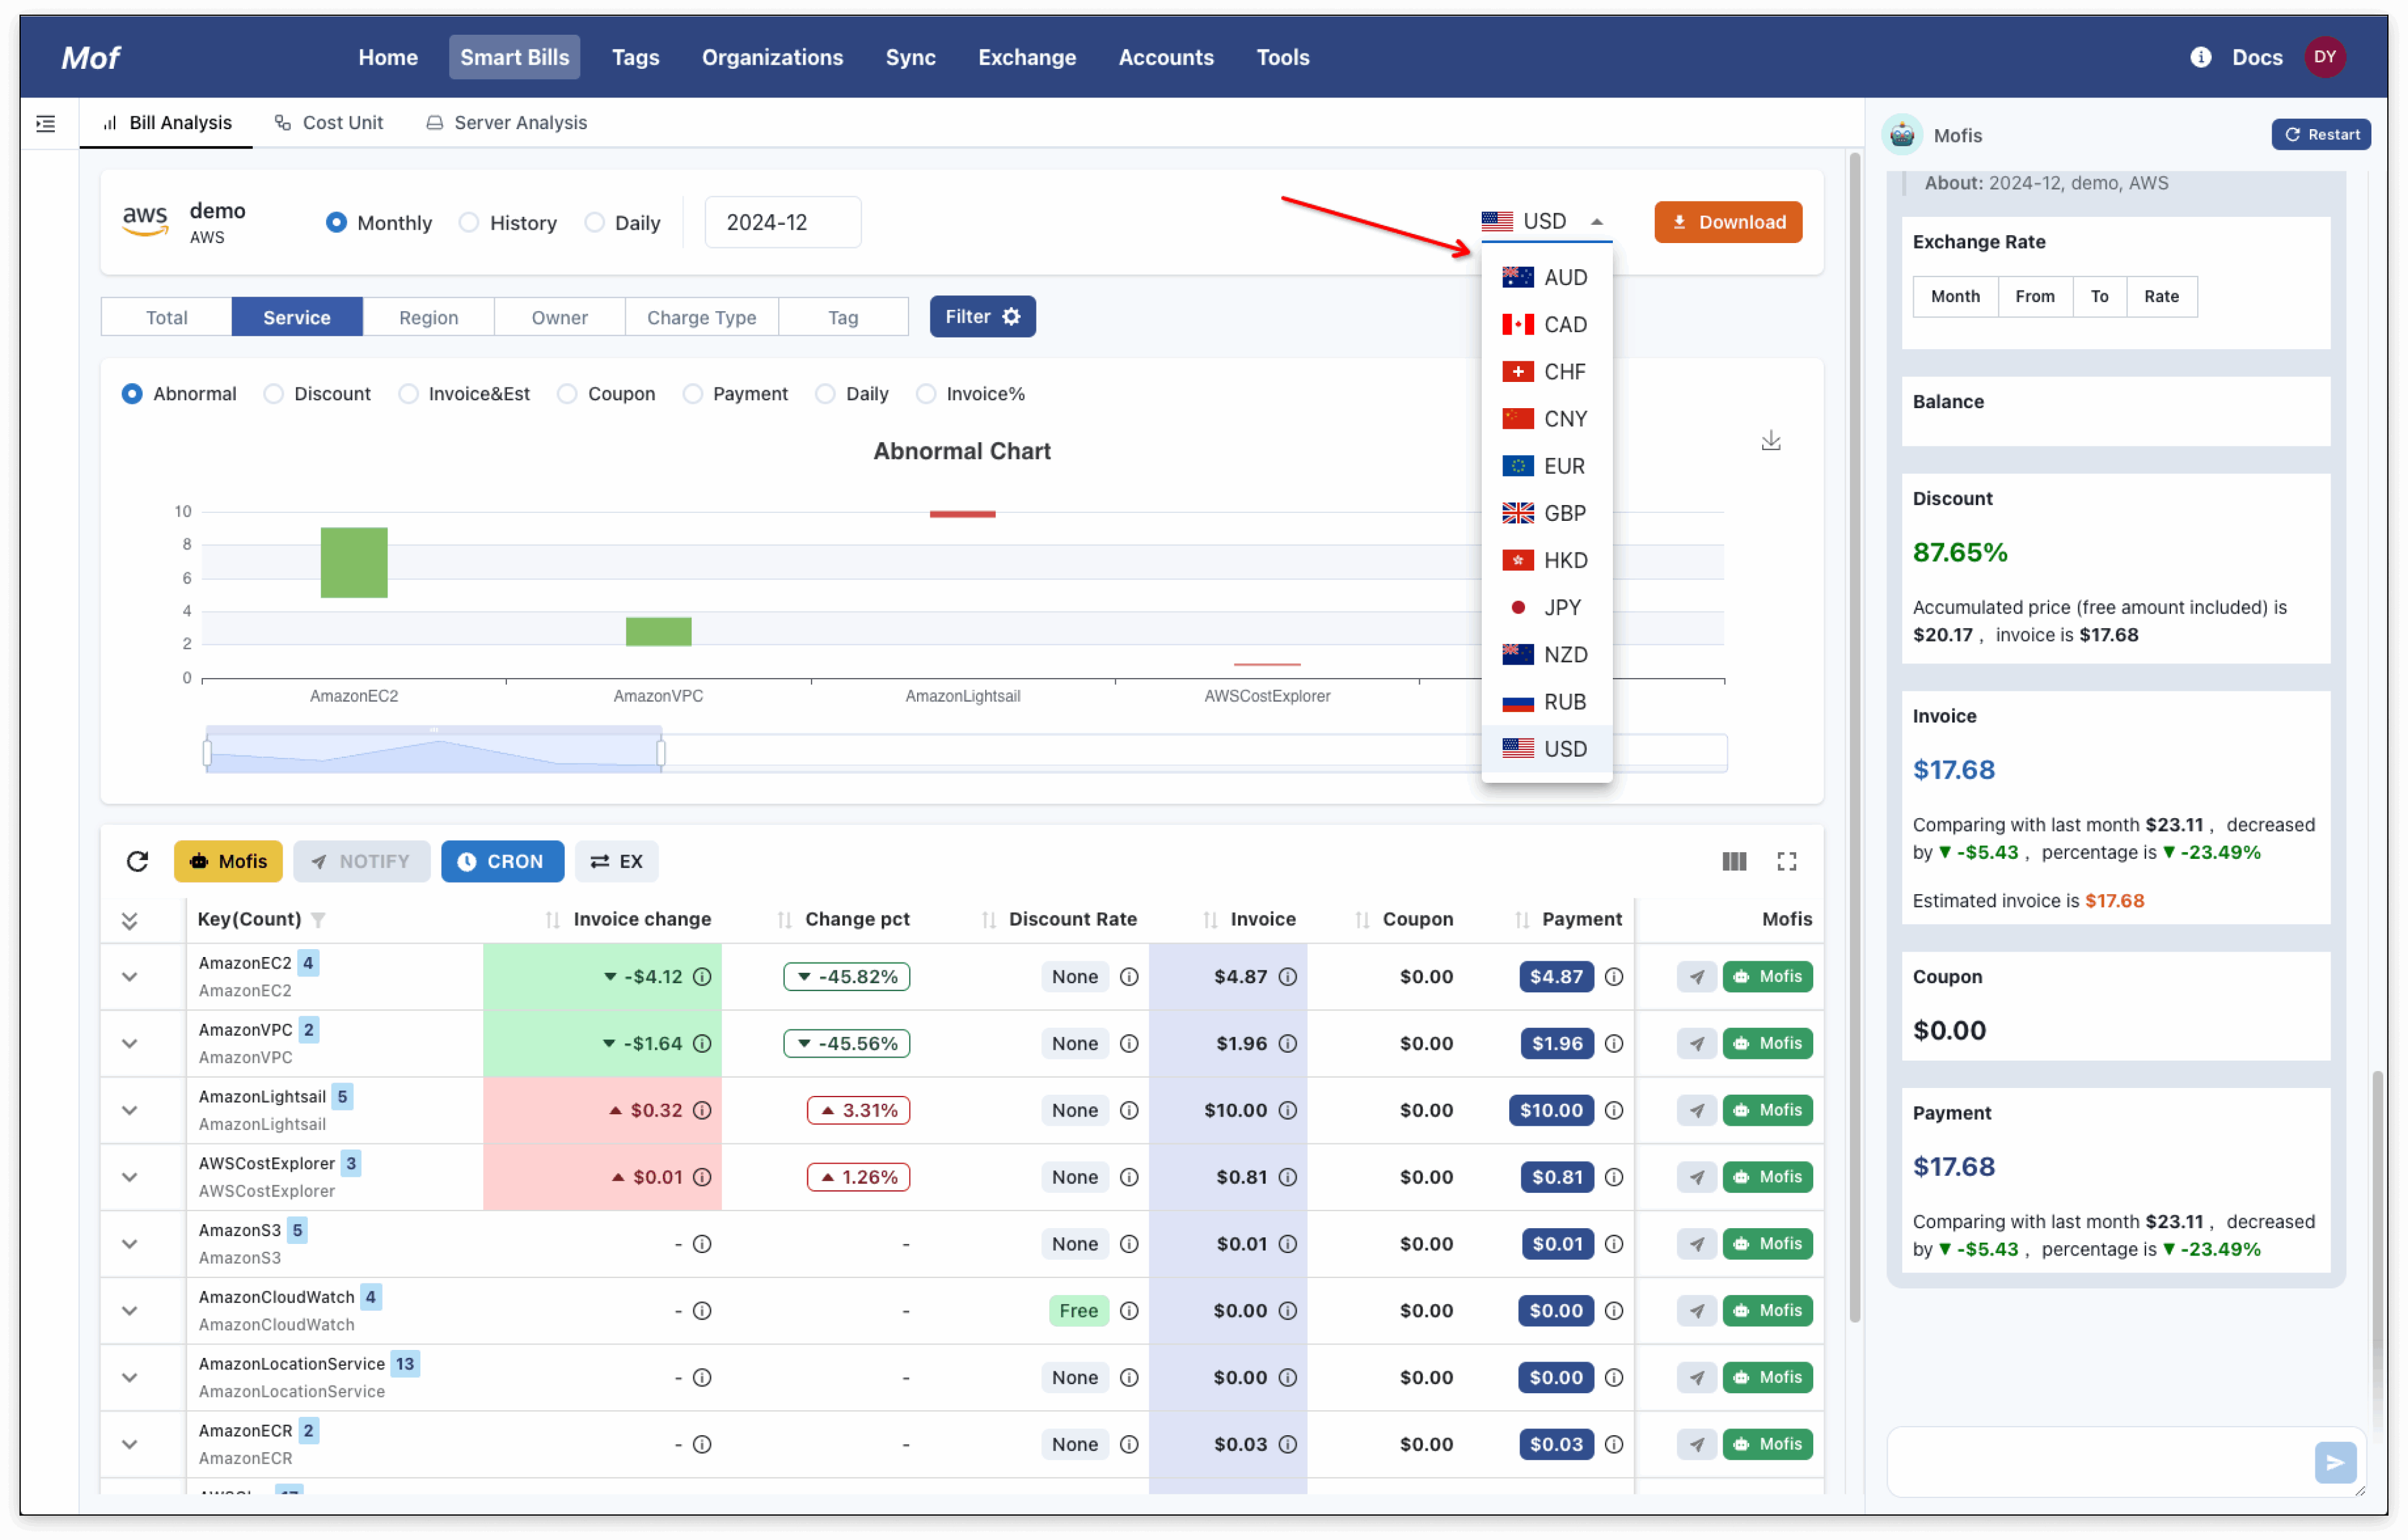 Mof
Home Smart Bills Tags Organizations Sync Exchange Accounts Tools
Docs DY
Bill Analysis Cost Unit Server Analysis
aws
demo
AWS
Monthly History Daily 2024-12
USD
Download
AUD
CAD
CHF
CNY
EUR
GBP
HKD
JPY
NZD
RUB
USD
Total Service Region Owner Charge Type Tag Filter
Abnormal Discount Invoice&Est Coupon Payment Daily Invoice%
Abnormal Chart
10
8
6
4
2
0
AmazonEC2 AmazonVPC AmazonLightsail AWSCostExplorer
Mofis NOTIFY CRON EX
Key(Count) Invoice change Change pct Discount Rate Invoice Coupon Payment Mofis
AmazonEC2 4
AmazonEC2
-$4.12 -45.82% None $4.87 $0.00 $4.87 Mofis
AmazonVPC 2
AmazonVPC
-$1.64 -45.56% None $1.96 $0.00 $1.96 Mofis
AmazonLightsail 5
AmazonLightsail
$0.32 3.31% None $10.00 $0.00 $10.00 Mofis
AWSCostExplorer 3
AWSCostExplorer
$0.01 1.26% None $0.81 $0.00 $0.81 Mofis
AmazonS3 5
AmazonS3
- - None $0.01 $0.00 $0.01 Mofis
AmazonCloudWatch 4
AmazonCloudWatch
- - Free $0.00 $0.00 $0.00 Mofis
AmazonLocationService 13
AmazonLocationService
- - None $0.00 $0.00 $0.00 Mofis
AmazonECR 2
AmazonECR
- - None $0.03 $0.00 $0.03 Mofis
Mofis
Restart
About: 2024-12, demo, AWS
Exchange Rate
Month From To Rate
Balance
Discount
87.65%
Accumulated price (free amount included) is
$20.17 , invoice is $17.68
Invoice
$17.68
Comparing with last month $23.11 , decreased
by ▼ -$5.43 , percentage is ▼ -23.49%
Estimated invoice is $17.68
Coupon
$0.00
Payment
$17.68
Comparing with last month $23.11 , decreased
by ▼ -$5.43 , percentage is ▼ -23.49%